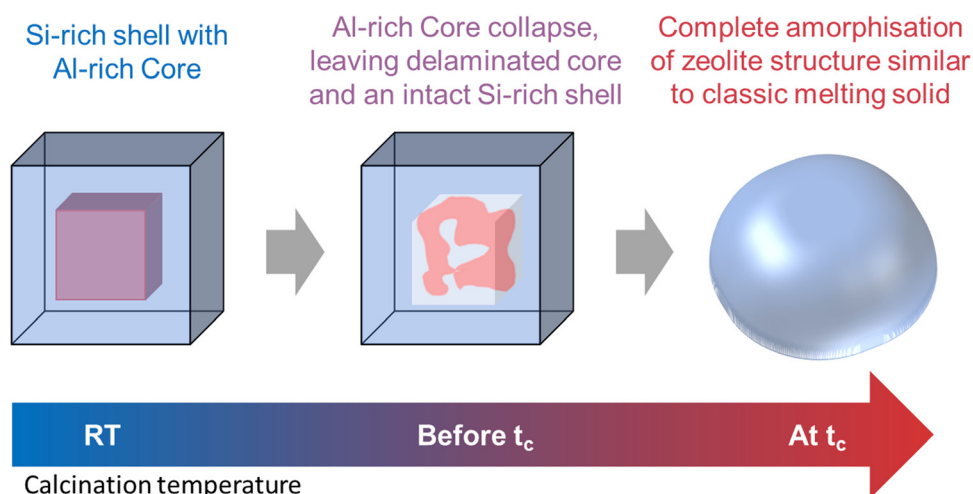 Si-rich shell with
Al-rich Core
Al-rich Core collapse,
leaving delaminated core
and an intact Si-rich shell
Complete amorphisation
of zeolite structure similar
to classic melting solid
RT
Before tc
At tc
Calcination temperature